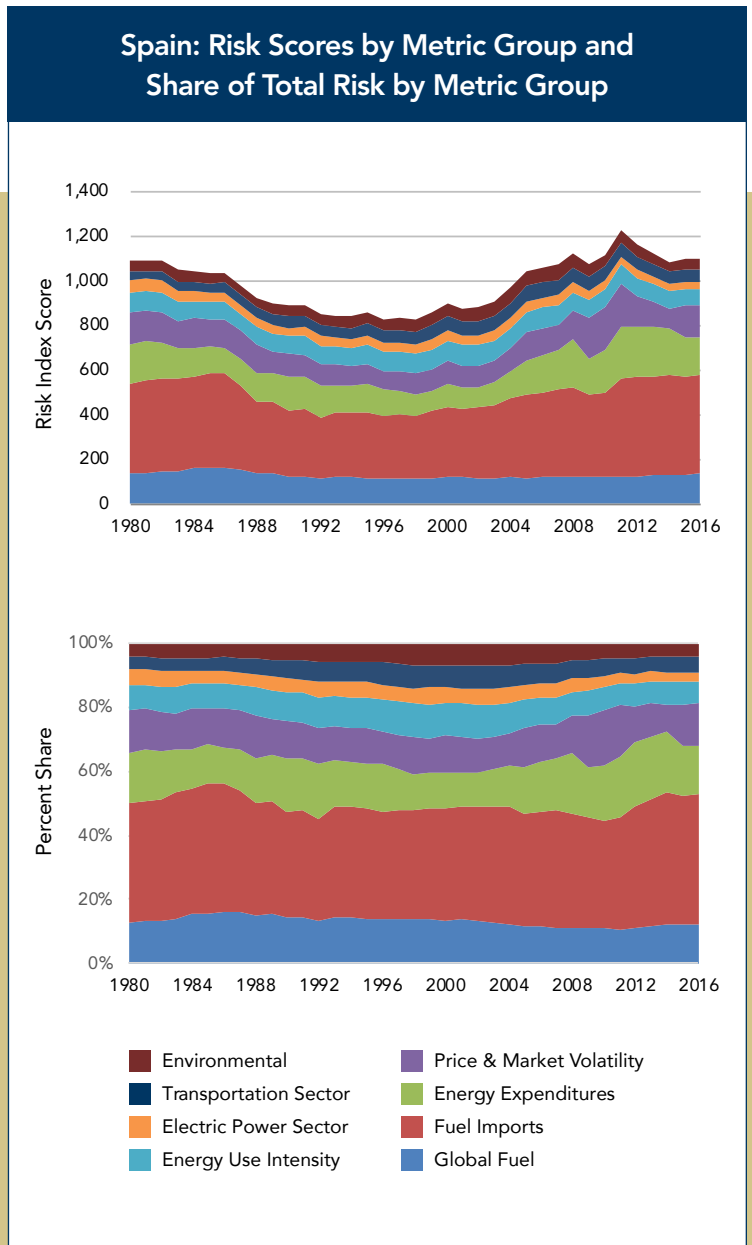 Spain: Risk Scores by Metric Group and
Share of Total Risk by Metric Group
Risk Index Score
1,400
1,200
1,000
800
600
400
200
0
1980 1984 1988 1992 1996 2000 2004 2008 2012 2016
Percent Share
100%
80%
60%
40%
20%
0%
1980 1984 1988 1992 1996 2000 2004 2008 2012 2016
Environmental
Transportation Sector
Electric Power Sector
Energy Use Intensity
Price & Market Volatility
Energy Expenditures
Fuel Imports
Global Fuel